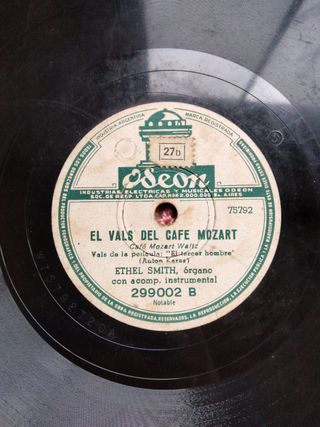 INDUSTRIA ARGENTINA
MARCA REGISTRADA
27D
Odeon
INDUSTRIAS ELECTRICAS Y MUSICALES ODEON
SOC. DE RESP. LTDA. CAP. M$N 2.000.000 Bs. AIRES
75792
EL VALS DEL CAFE MOZART
Café Mozart Waltz
Vals de la película: "El tercer hombre"
(Anton Karas)
ETHEL SMITH, órgano
con acomp. instrumental
299002 B
Notable